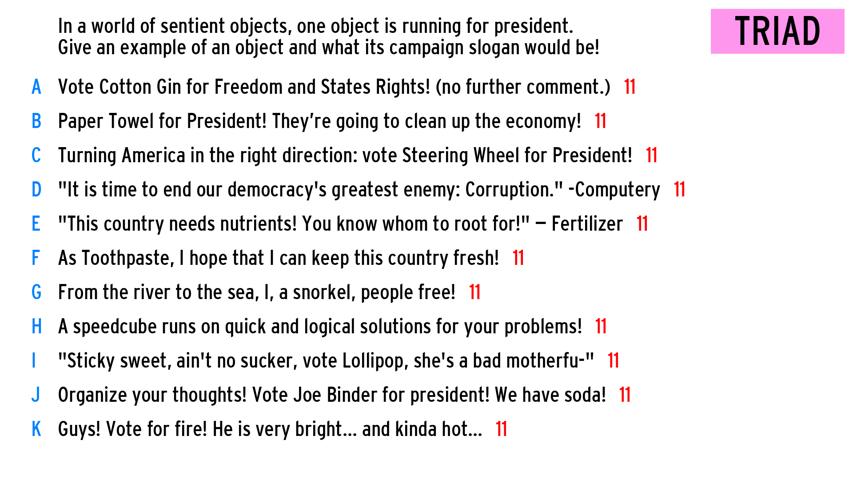 In a world of sentient objects, one object is running for president.
Give an example of an object and what its campaign slogan would be!
TRIAD
A Vote Cotton Gin for Freedom and States Rights! (no further comment.) 11
B Paper Towel for President! They're going to clean up the economy! 11
C Turning America in the right direction: vote Steering Wheel for President! 11
D "It is time to end our democracy's greatest enemy: Corruption." -Computery 11
E "This country needs nutrients! You know whom to root for!" – Fertilizer 11
F As Toothpaste, I hope that I can keep this country fresh! 11
G From the river to the sea, I, a snorkel, people free! 11
H A speedcube runs on quick and logical solutions for your problems! 11
I "Sticky sweet, ain't no sucker, vote Lollipop, she's a bad motherfu-" 11
J Organize your thoughts! Vote Joe Binder for president! We have soda! 11
K Guys! Vote for fire! He is very bright... and kinda hot... 11